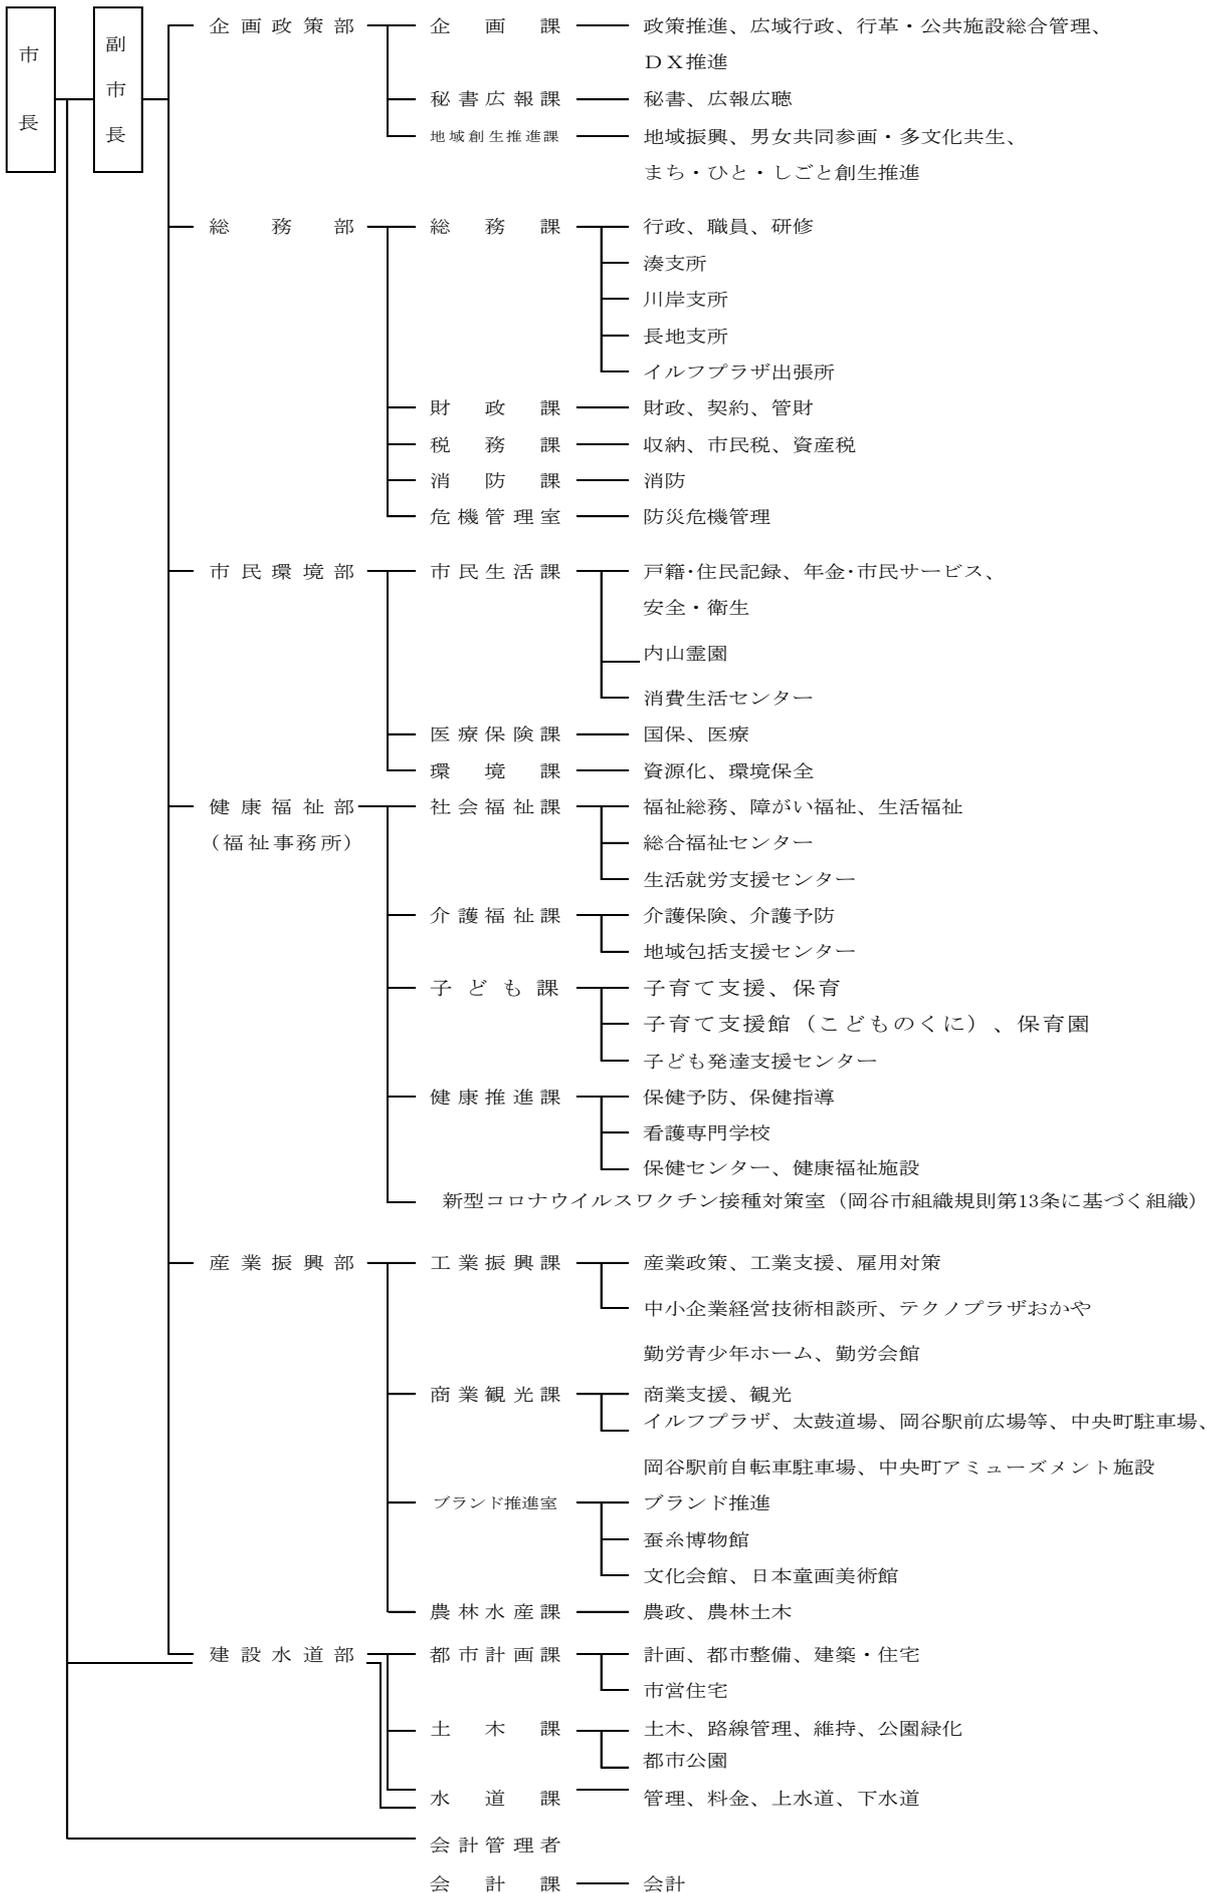 市長
副市長
企画政策部 企画課 政策推進、広域行政、行革・公共施設総合管理、
ＤＸ推進
秘書広報課 秘書、広報広聴
地域創生推進課 地域振興、男女共同参画・多文化共生、
まち・ひと・しごと創生推進
総務部 総務課 行政、職員、研修
湊支所
川岸支所
長地支所
イルフプラザ出張所
財政課 財政、契約、管財
税務課 収納、市民税、資産税
消防課 消防
危機管理室 防災危機管理
市民環境部 市民生活課 戸籍･住民記録、年金･市民サービス、
安全・衛生
内山霊園
消費生活センター
医療保険課 国保、医療
環境課 資源化、環境保全
健康福祉部 社会福祉課 福祉総務、障がい福祉、生活福祉
（福祉事務所） 総合福祉センター
生活就労支援センター
介護福祉課 介護保険、介護予防
地域包括支援センター
子ども課 子育て支援、保育
子育て支援館（こどものくに）、保育園
子ども発達支援センター
健康推進課 保健予防、保健指導
看護専門学校
保健センター、健康福祉施設
新型コロナウイルスワクチン接種対策室（岡谷市組織規則第13条に基づく組織）
産業振興部 工業振興課 産業政策、工業支援、雇用対策
中小企業経営技術相談所、テクノプラザおかや
勤労青少年ホーム、勤労会館
商業観光課 商業支援、観光
イルフプラザ、太鼓道場、岡谷駅前広場等、中央町駐車場、
岡谷駅前自転車駐車場、中央町アミューズメント施設
ブランド推進室 ブランド推進
蚕糸博物館
文化会館、日本童画美術館
農林水産課 農政、農林土木
建設水道部 都市計画課 計画、都市整備、建築・住宅
市営住宅
土木課 土木、路線管理、維持、公園緑化
都市公園
水道課 管理、料金、上水道、下水道
会計管理者
会計課 会計